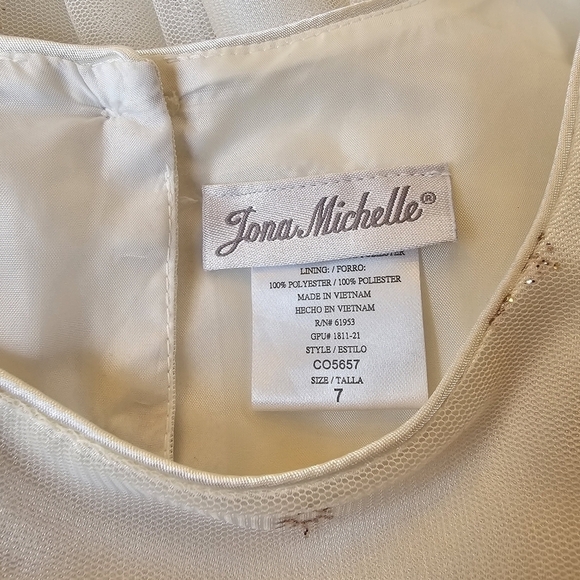 Jona Michelle®
LINING: / FORRO:
100% POLYESTER / 100% POLIESTER
MADE IN VIETNAM
HECHO EN VIETNAM
R/N# 61953
GPU# 1811-21
STYLE / ESTILO
CO5657
SIZE / TALLA
7